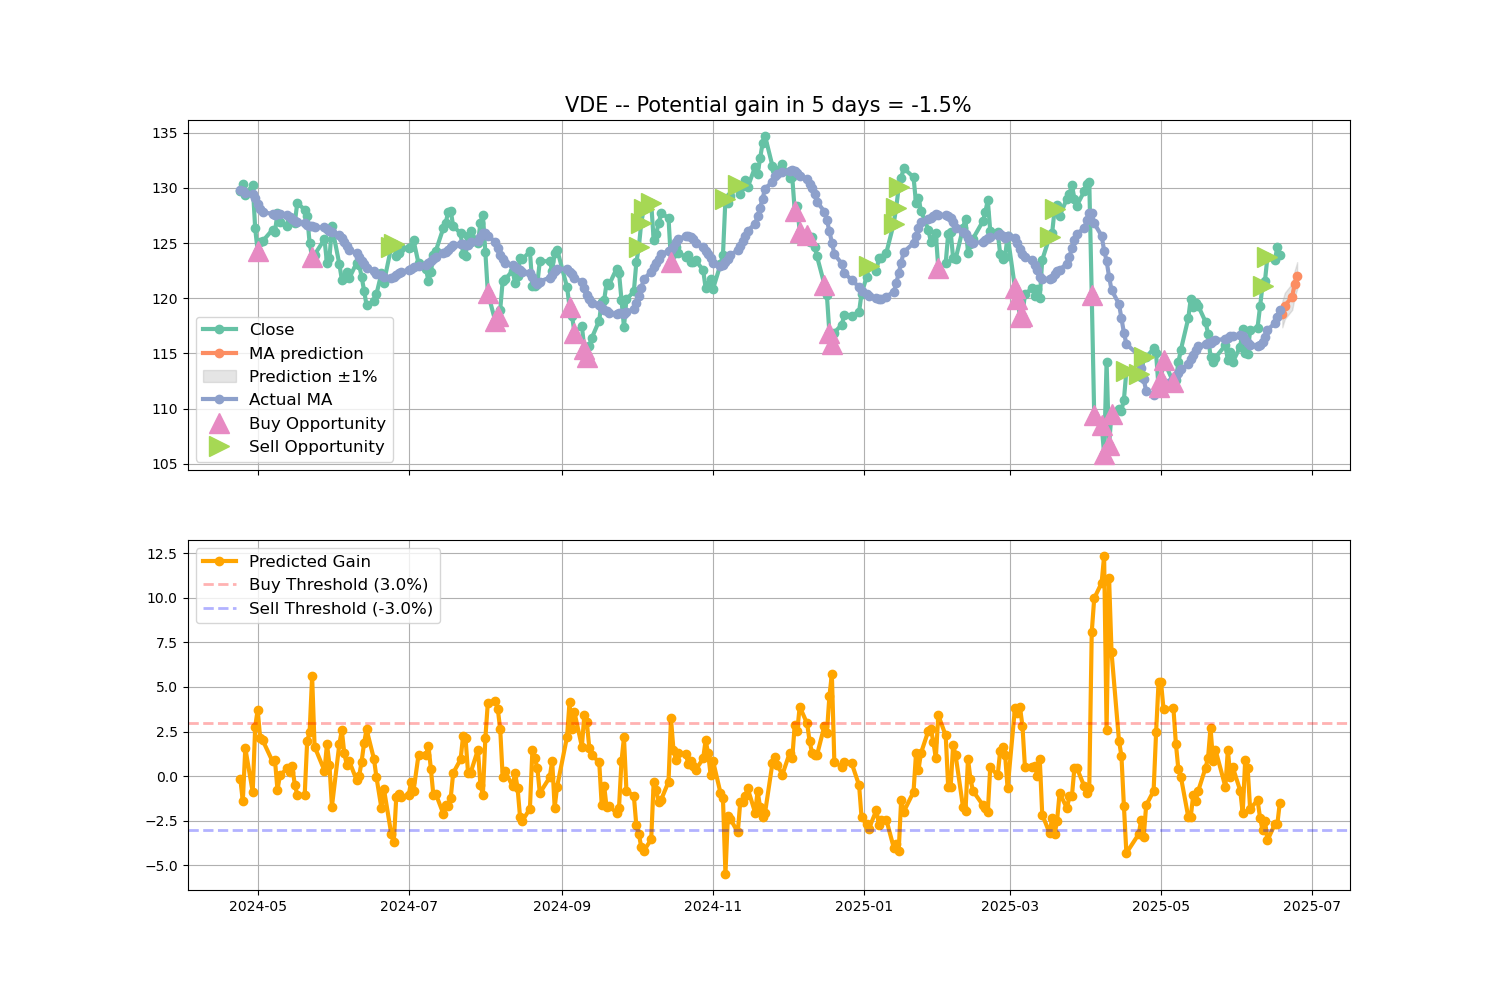 VDE -- Potential gain in 5 days = -1.5%
135
130
125
120
115
110
105
Close
MA prediction
Prediction ±1%
Actual MA
Buy Opportunity
Sell Opportunity
12.5
10.0
7.5
5.0
2.5
0.0
−2.5
−5.0
Predicted Gain
Buy Threshold (3.0%)
Sell Threshold (-3.0%)
2024-05
2024-07
2024-09
2024-11
2025-01
2025-03
2025-05
2025-07